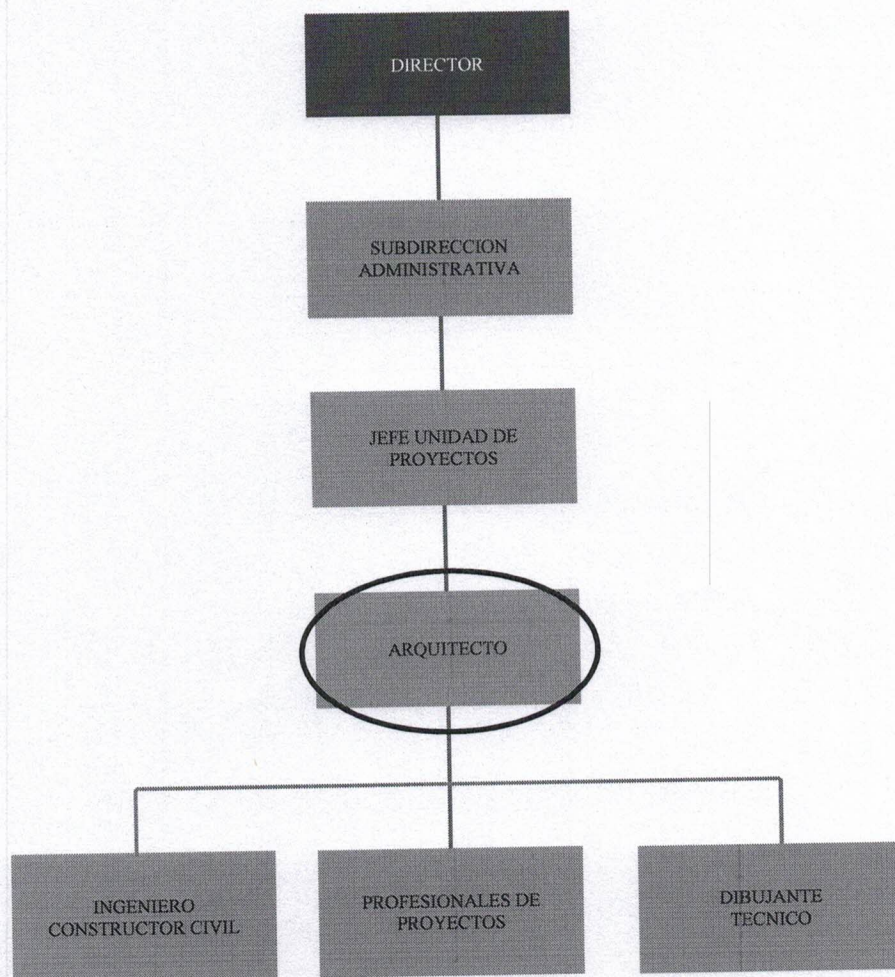 DIRECTOR
SUBDIRECCION
ADMINISTRATIVA
JEFE UNIDAD DE
PROYECTOS
ARQUITECTO
INGENIERO
CONSTRUCTOR CIVIL
PROFESIONALES DE
PROYECTOS
DIBUJANTE
TECNICO